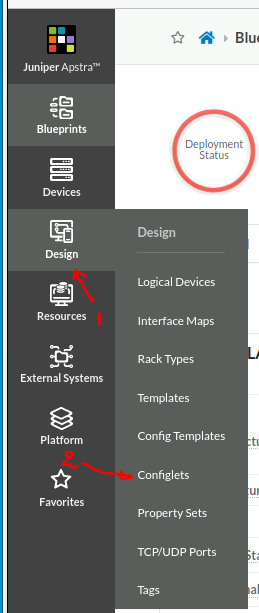 Juniper Apstra™
Blueprints
Devices
Design
Resources
External Systems
Platform
Favorites
1
2
Design
Logical Devices
Interface Maps
Rack Types
Templates
Config Templates
Configlets
Property Sets
TCP/UDP Ports
Tags
Blue
Deployment
Status